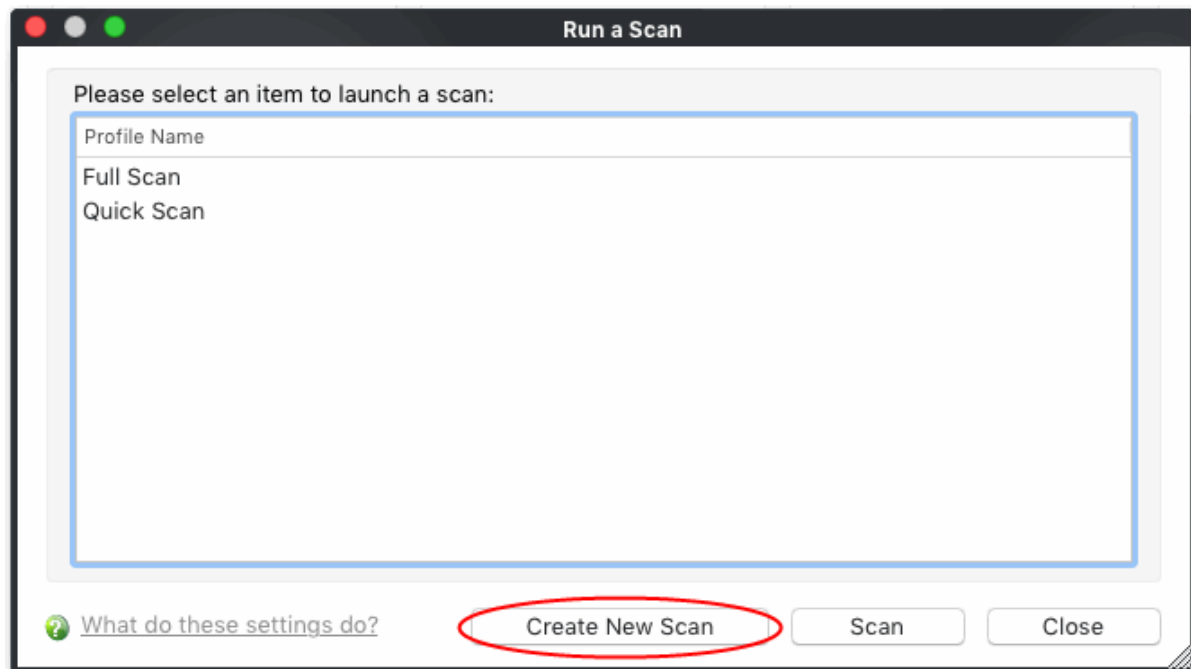 Run a Scan
Please select an item to launch a scan:
Profile Name
Full Scan
Quick Scan
What do these settings do?
Create New Scan
Scan
Close